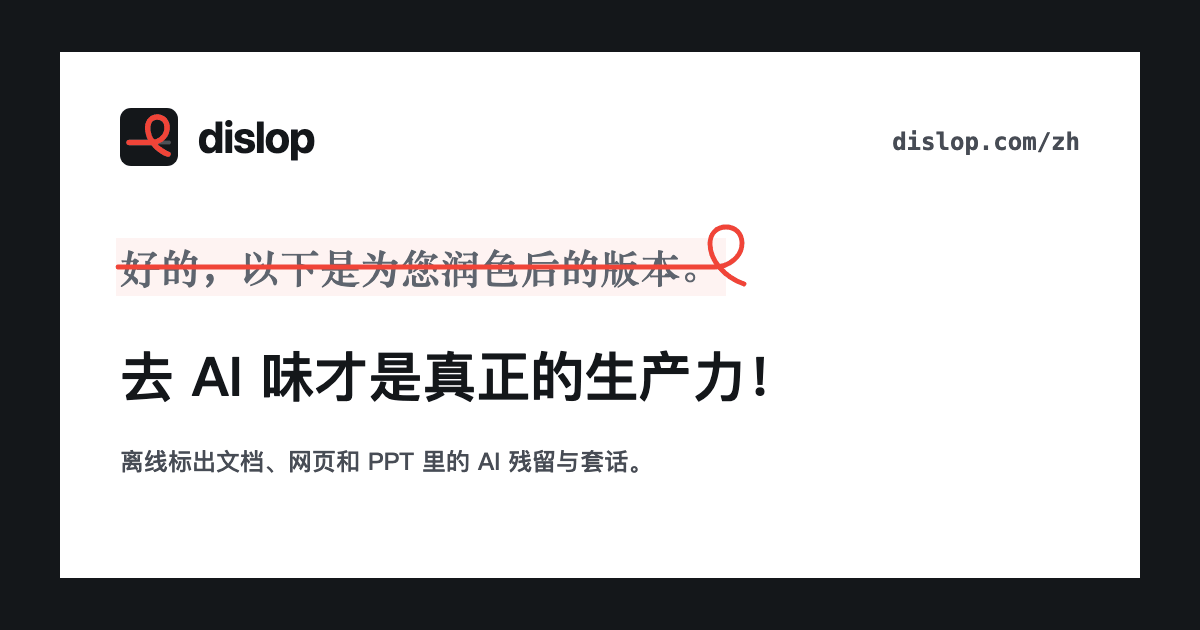 dislop
dislop.com/zh
好的，以下是为您润色后的版本。
去 AI 味才是真正的生产力！
离线标出文档、网页和 PPT 里的 AI 残留与套话。